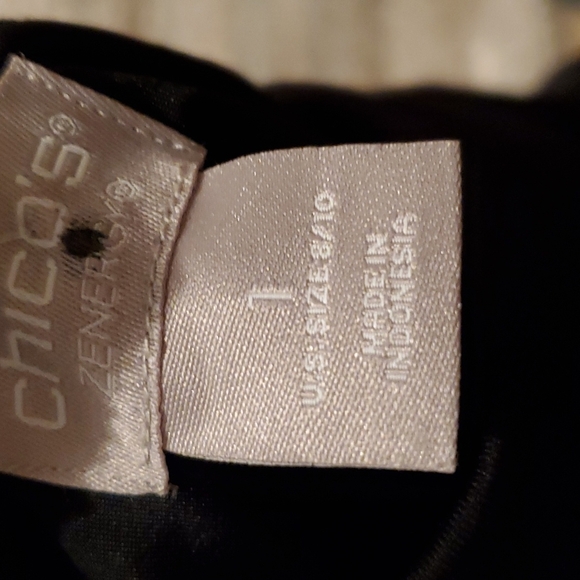 chico's®
ZENERGY®
1
U.S. SIZE 8/10
MADE IN
INDONESIA